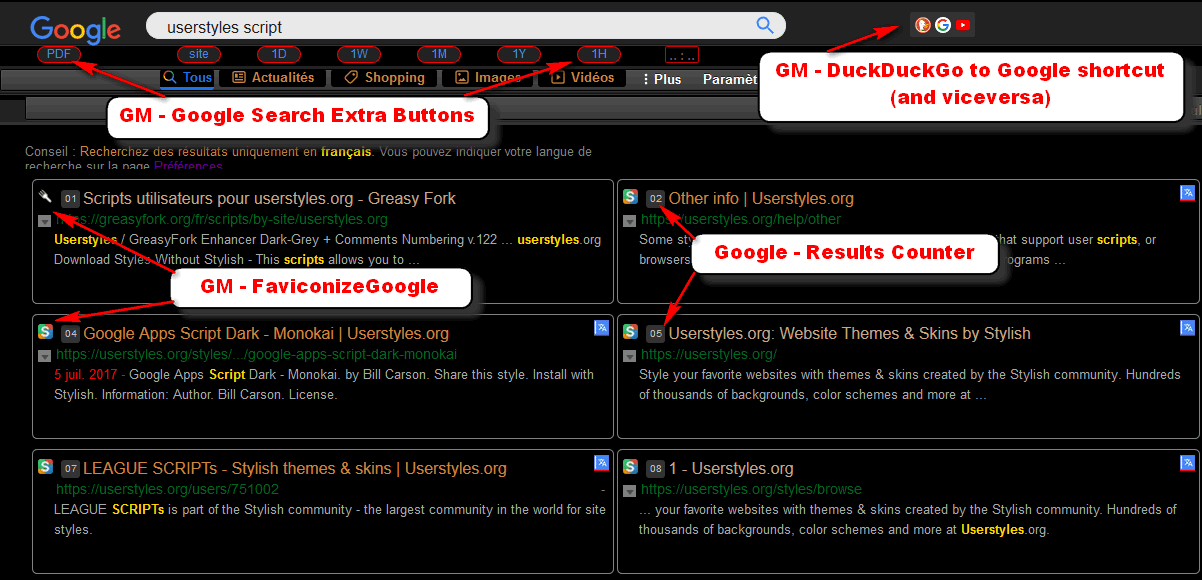 Google
userstyles script
PDF site 1D 1W 1M 1Y 1H
Tous Actualités Shopping Images Vidéos Plus Paramèt
GM - DuckDuckGo to Google shortcut
(and viceversa)
GM - Google Search Extra Buttons
Conseil : Recherchez des résultats uniquement en français. Vous pouvez indiquer votre langue de
recherche sur la page Préférences
01 Scripts utilisateurs pour userstyles.org - Greasy Fork
https://greasyfork.org/fr/scripts/by-site/userstyles.org
Userstyles / GreasyFork Enhancer Dark-Grey + Comments Numbering v.122 ... userstyles.org
Download Styles Without Stylish - This scripts allows you to ...
02 Other info | Userstyles.org
https://userstyles.org/help/other
Some sty hat support user scripts, or
browsers ograms ...
Google - Results Counter
GM - FaviconizeGoogle
04 Google Apps Script Dark - Monokai | Userstyles.org
https://userstyles.org/styles/.../google-apps-script-dark-monokai
5 juil. 2017 - Google Apps Script Dark - Monokai. by Bill Carson. Share this style. Install with
Stylish. Information: Author. Bill Carson. License.
05 Userstyles.org: Website Themes & Skins by Stylish
https://userstyles.org/
Style your favorite websites with themes & skins created by the Stylish community. Hundreds
of thousands of backgrounds, color schemes and more at ...
07 LEAGUE SCRIPTs - Stylish themes & skins | Userstyles.org
https://userstyles.org/users/751002 -
LEAGUE SCRIPTs is part of the Stylish community - the largest community in the world for site
styles.
08 1 - Userstyles.org
https://userstyles.org/styles/browse
... your favorite websites with themes & skins created by the Stylish community. Hundreds of
thousands of backgrounds, color schemes and more at Userstyles.org.